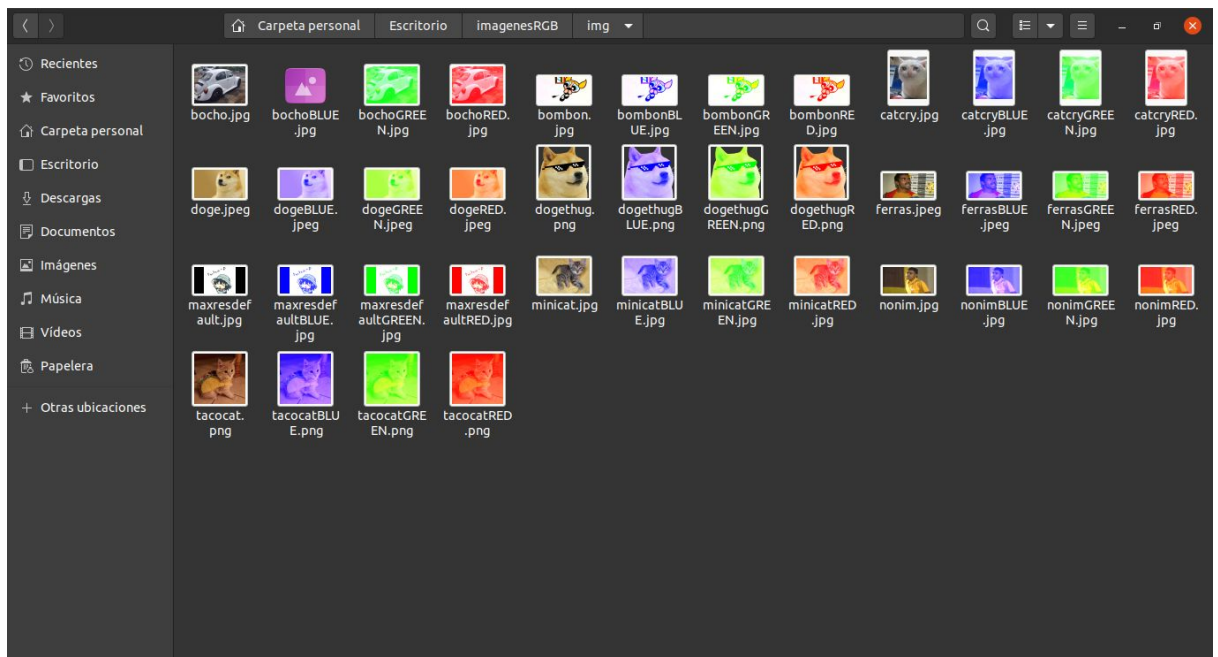 Carpeta personal Escritorio imagenesRGB img
Recientes
Favoritos
Carpeta personal
Escritorio
Descargas
Documentos
Imágenes
Música
Vídeos
Papelera
Otras ubicaciones
bocho.jpg
bochoBLUE
.jpg
bochoGREE
N.jpg
bochoRED.
jpg
bombon.
jpg
bombonBL
UE.jpg
bombonGR
EEN.jpg
bombonRE
D.jpg
catcry.jpg
catcryBLUE
.jpg
catcryGREE
N.jpg
catcryRED.
jpg
doge.jpeg
dogeBLUE.
jpeg
dogeGREE
N.jpeg
dogeRED.
jpeg
dogethug.
png
dogethugB
LUE.png
dogethugG
REEN.png
dogethugR
ED.png
ferras.jpeg
ferrasBLUE
.jpeg
ferrasGREE
N.jpeg
ferrasRED.
jpeg
maxresdef
ault.jpg
maxresdef
aultBLUE.
jpg
maxresdef
aultGREEN.
jpg
maxresdef
aultRED.jpg
minicat.jpg
minicatBLU
E.jpg
minicatGRE
EN.jpg
minicatRED
.jpg
nonim.jpg
nonimBLUE
.jpg
nonimGREE
N.jpg
nonimRED.
jpg
tacocat.
png
tacocatBLU
E.png
tacocatGRE
EN.png
tacocatRED
.png